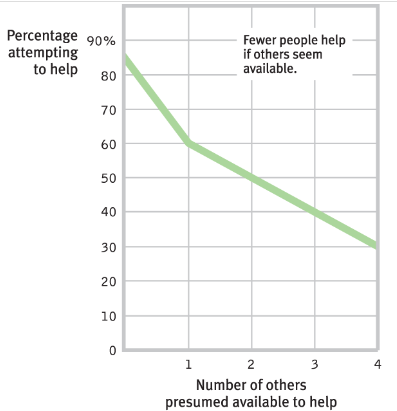 Percentage
attempting
to help
90%
80
70
60
50
40
30
20
10
0
Fewer people help
if others seem
available.
1 2 3 4
Number of others
presumed available to help